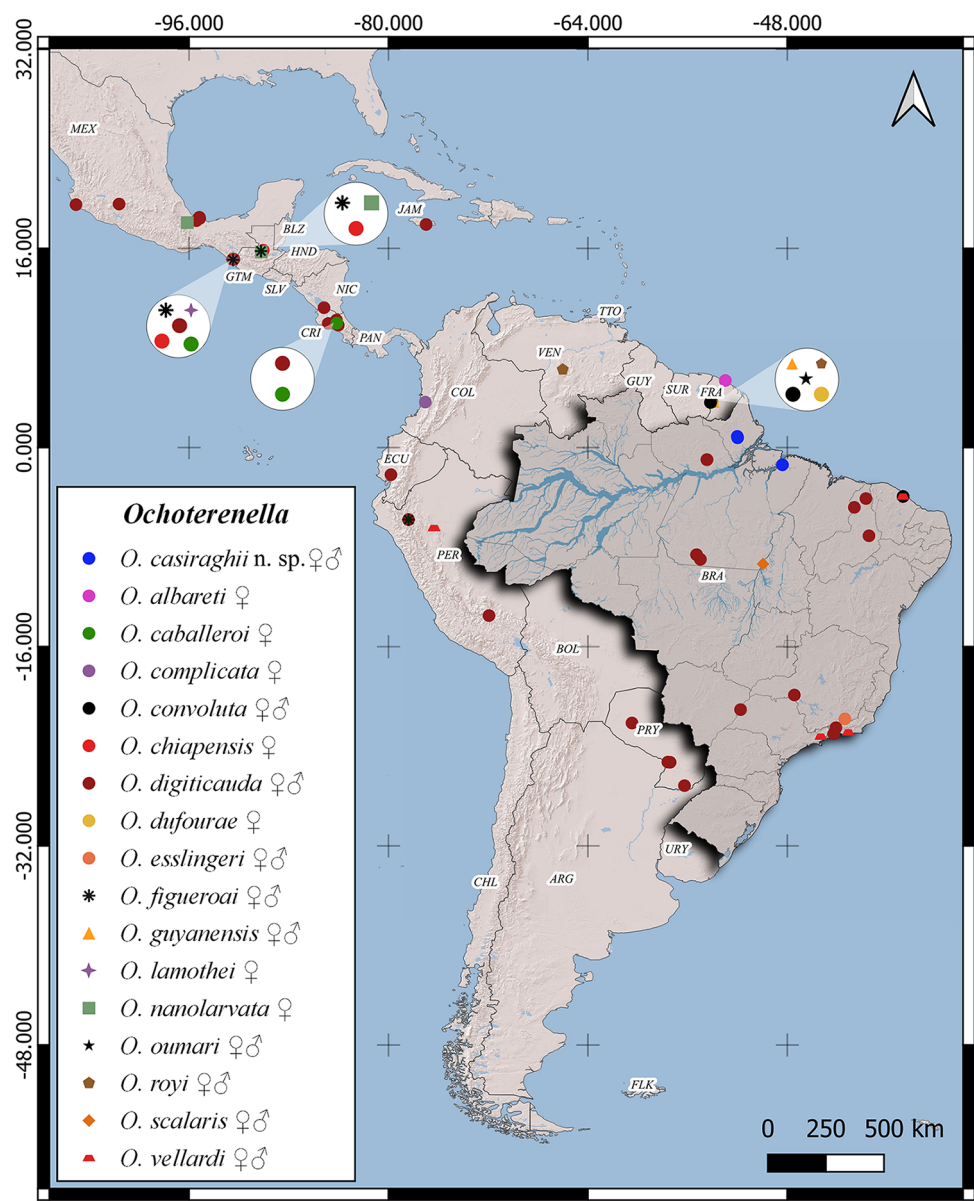 -96.000 -80.000 -64.000 -48.000
32.000
MEX
JAM
BLZ
16.000
HND
GTM
SLV
NIC
CRI
PAN
TTO
VEN
GUY
SUR
FRA
COL
0.000
ECU
PER
BRA
-16.000
BOL
PRY
-32.000
URY
CHL
ARG
-48.000
FLK
Ochoterenella
O. casiraghii n. sp.♀♂
O. albareti ♀
O. caballeroi ♀
O. complicata ♀
O. convoluta ♀♂
O. chiapensis ♀
O. digiticauda ♀♂
O. dufourae ♀
O. esslingeri ♀♂
O. figueroai ♀♂
O. guyanensis ♀♂
O. lamothei ♀
O. nanolarvata ♀
O. oumari ♀♂
O. royi ♀♂
O. scalaris ♀♂
O. vellardi ♀♂
0 250 500 km